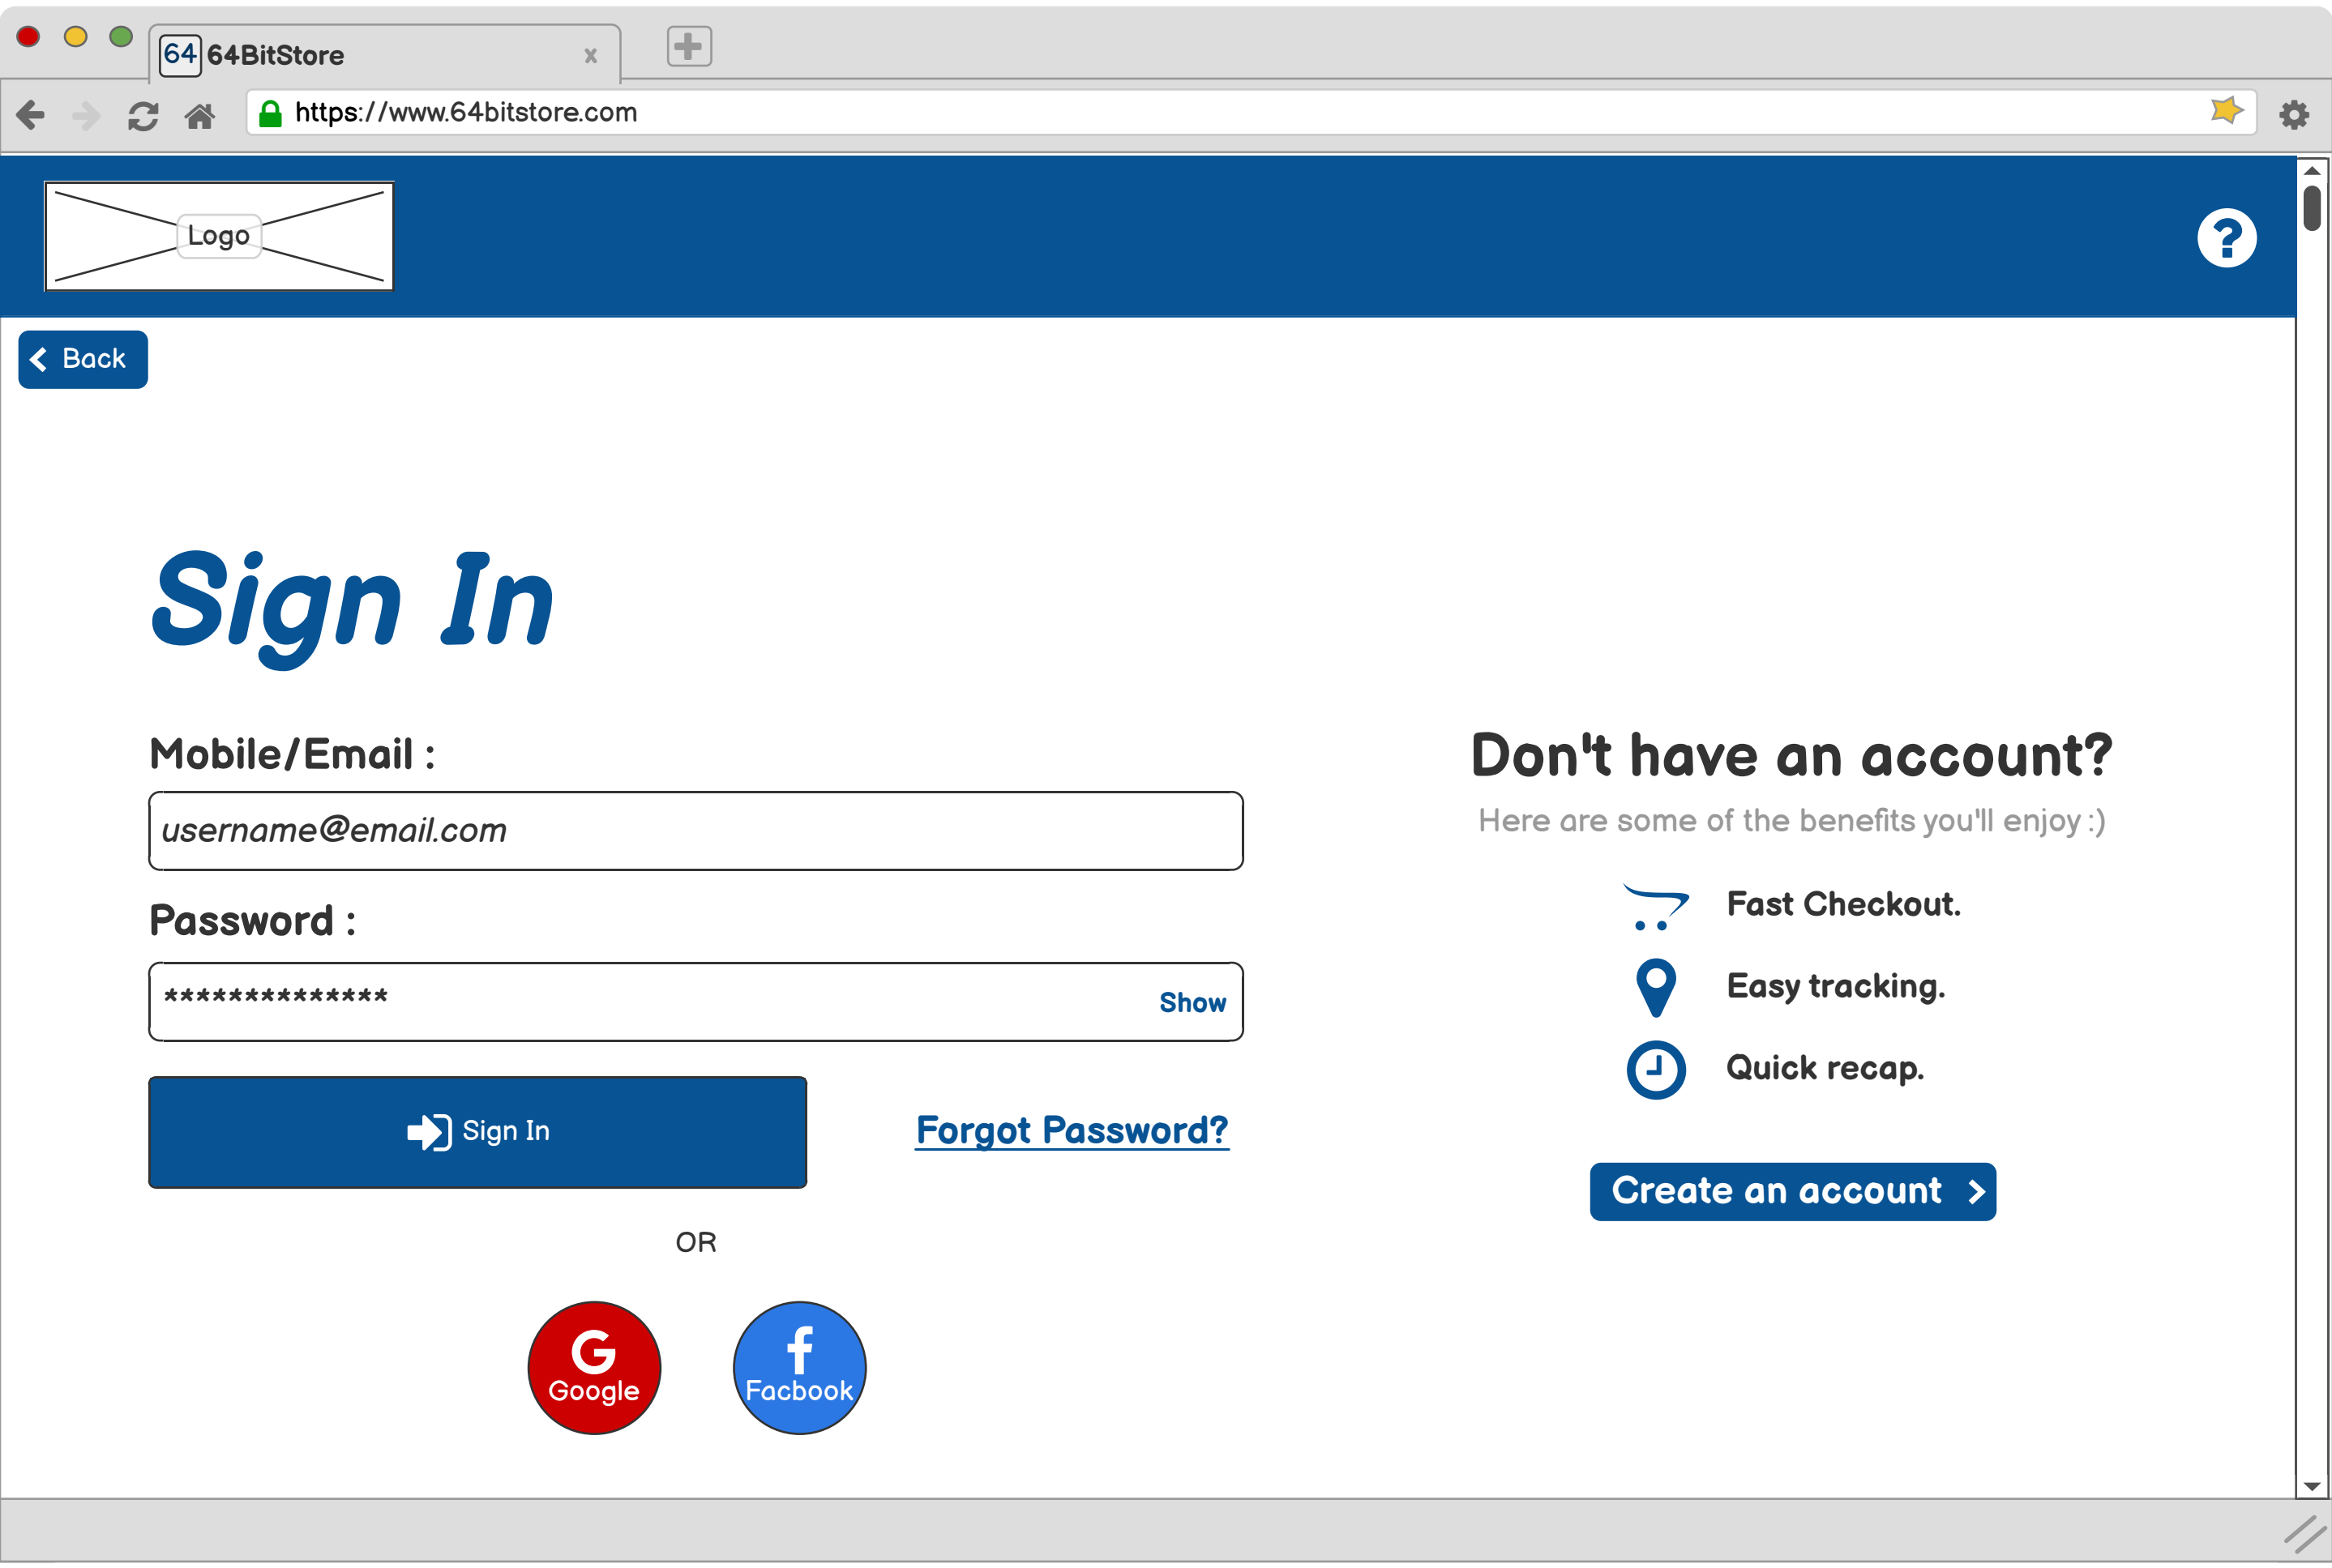 64 64BitStore x
https://www.64bitstore.com
Logo
?
Back
Sign In
Mobile/Email :
username@email.com
Password :
**************
Show
Sign In
Forgot Password?
OR
G
Google
f
Facbook
Don't have an account?
Here are some of the benefits you'll enjoy :)
Fast Checkout.
Easy tracking.
Quick recap.
Create an account